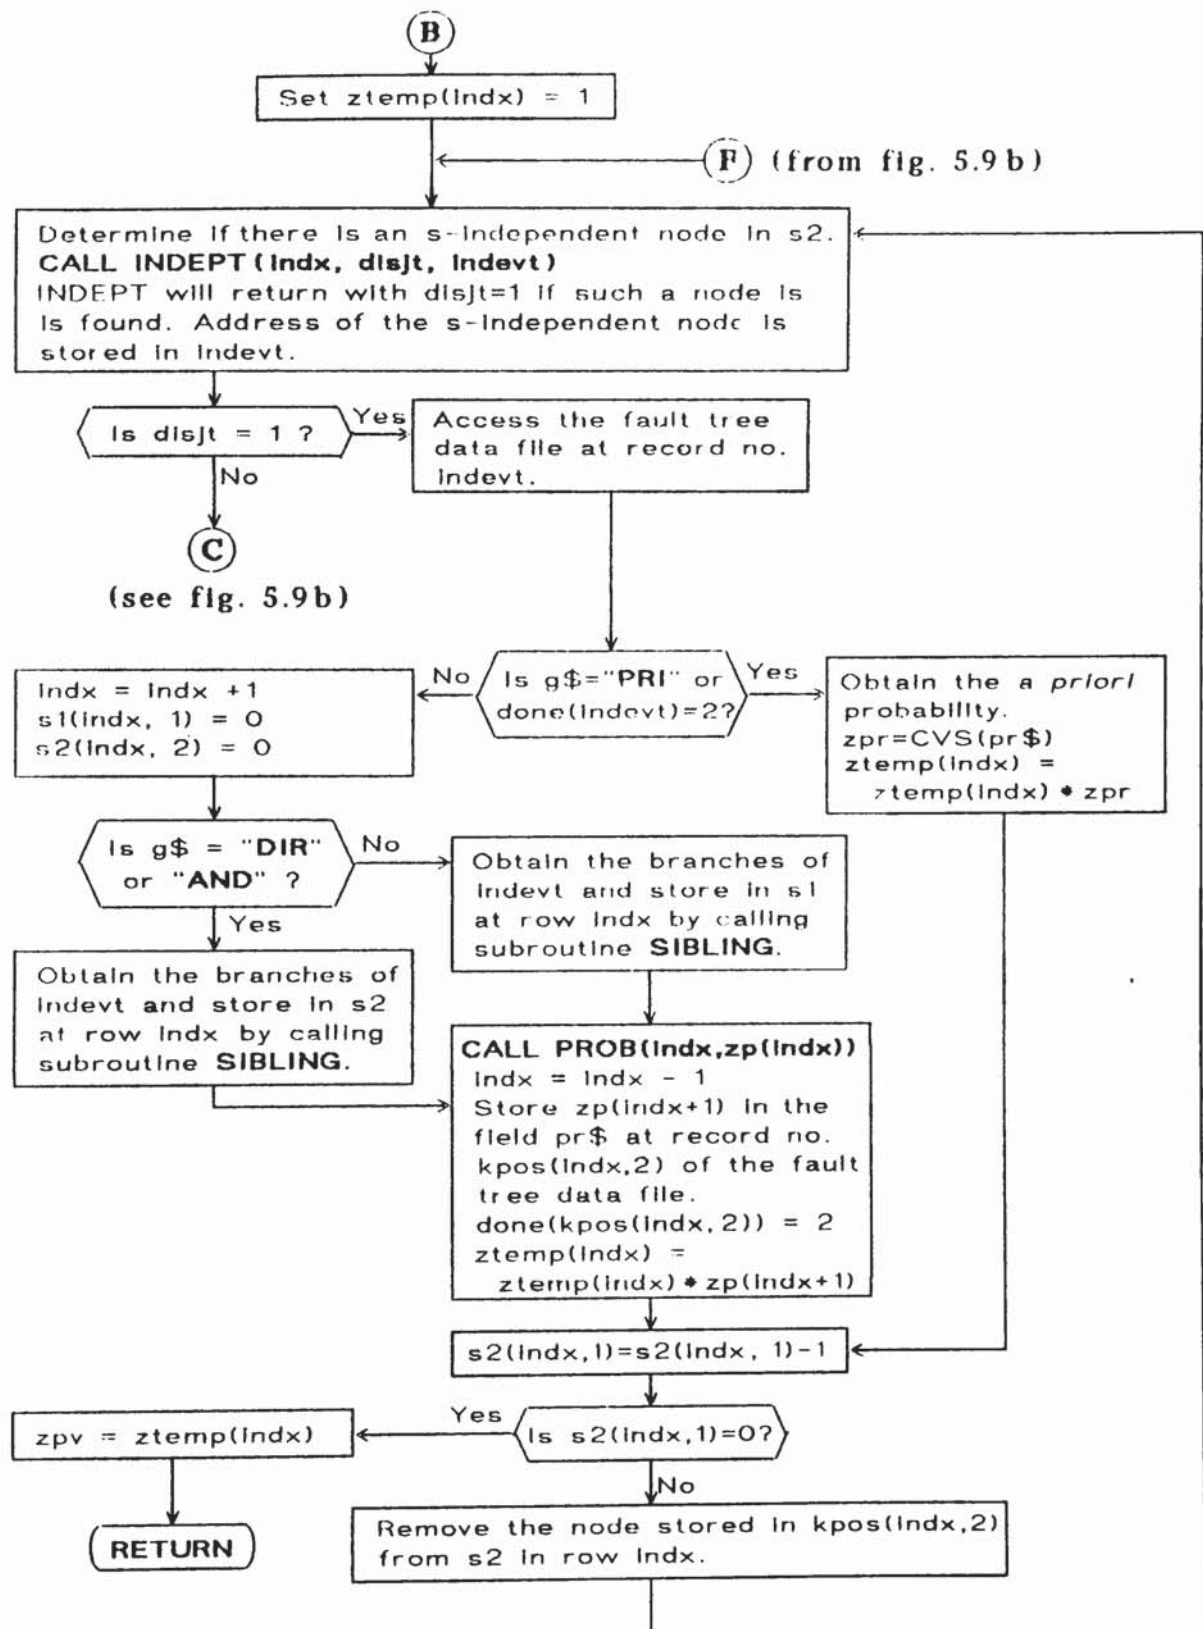 B
Set ztemp(indx) = 1
F (from fig. 5.9b)
Determine if there is an s-independent node in s2.
CALL INDEPT(indx, disjt, indevt)
INDEPT will return with disjt=1 if such a node is
is found. Address of the s-independent node is
stored in indevt.
Is disjt = 1 ?
Yes
No
Access the fault tree
data file at record no.
indevt.
C
(see fig. 5.9b)
Is g$="PRI" or
done(indevt)=2?
No
Yes
indx = indx +1
s1(indx, 1) = 0
s2(indx, 2) = 0
Obtain the a priori
probability.
zpr=CVS(pr$)
ztemp(indx) =
ztemp(indx) * zpr
Is g$ = "DIR"
or "AND" ?
No
Yes
Obtain the branches of
indevt and store in s1
at row indx by calling
subroutine SIBLING.
Obtain the branches of
indevt and store in s2
at row indx by calling
subroutine SIBLING.
CALL PROB(indx,zp(indx))
indx = indx - 1
Store zp(indx+1) in the
field pr$ at record no.
kpos(indx,2) of the fault
tree data file.
done(kpos(indx,2)) = 2
ztemp(indx) =
ztemp(indx) * zp(indx+1)
s2(indx,1)=s2(indx, 1)-1
Is s2(indx,1)=0?
Yes
No
zpv = ztemp(indx)
RETURN
Remove the node stored in kpos(indx,2)
from s2 in row indx.